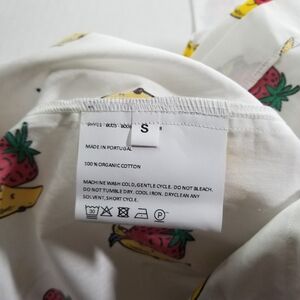 S
MADE IN PORTUGAL
100% ORGANIC COTTON
MACHINE WASH COLD, GENTLE CYCLE. DO NOT BLEACH.
DO NOT TUMBLE DRY. COOL IRON. DRYCLEAN ANY
SOLVENT, SHORT CYCLE.
30 P